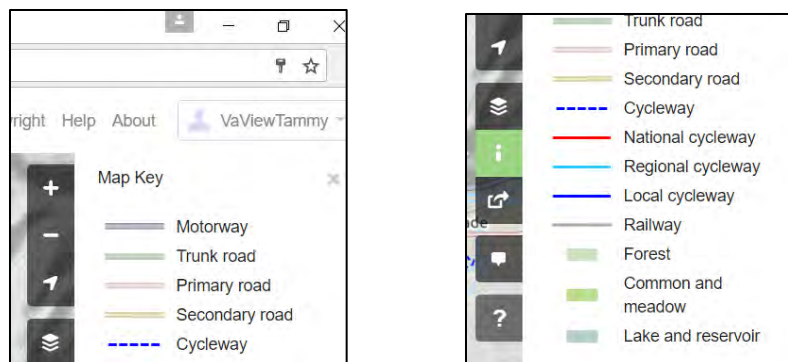 right Help About VaViewTammy
Map Key
Motorway
Trunk road
Primary road
Secondary road
Cycleway
Trunk road
Primary road
Secondary road
Cycleway
National cycleway
Regional cycleway
Local cycleway
Railway
Forest
Common and
meadow
Lake and reservoir
?